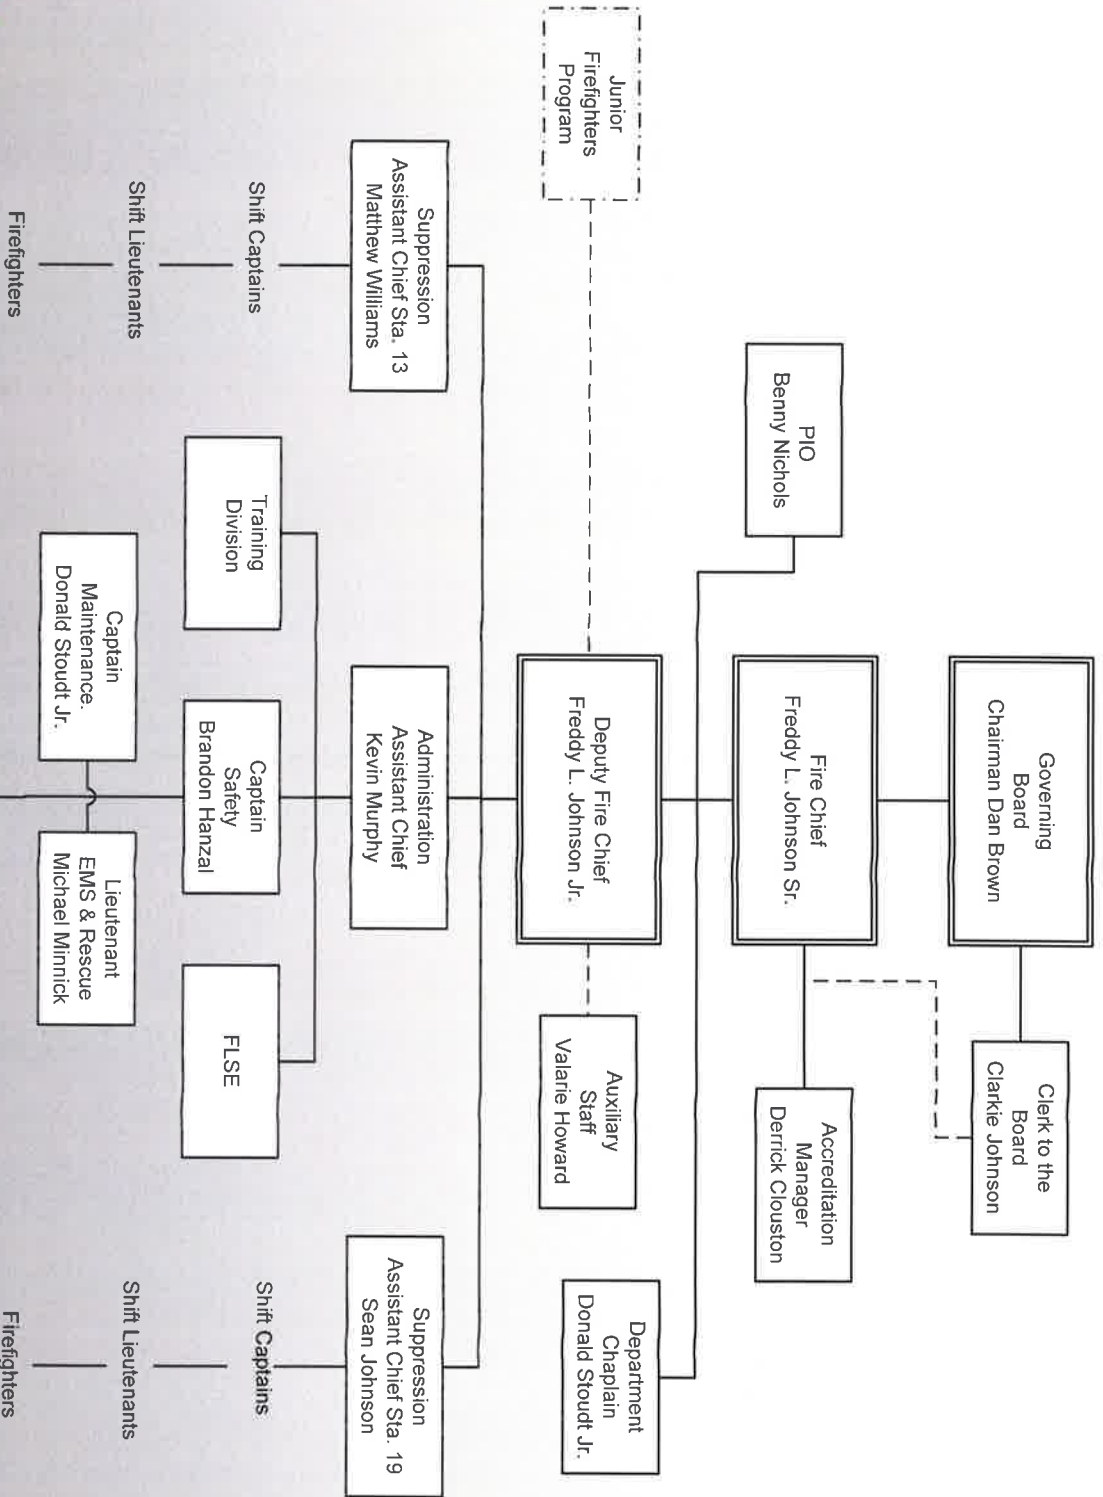 Governing
Board
Chairman Dan Brown
Clerk to the
Board
Clarkie Johnson
Fire Chief
Freddy L. Johnson Sr.
Accreditation
Manager
Derrick Clouston
PIO
Benny Nichols
Deputy Fire Chief
Freddy L. Johnson Jr.
Junior
Firefighters
Program
Auxiliary
Staff
Valarie Howard
Department
Chaplain
Donald Stoudt Jr.
Suppression
Assistant Chief Sta. 13
Matthew Williams
Administration
Assistant Chief
Kevin Murphy
Suppression
Assistant Chief Sta. 19
Sean Johnson
Shift Captains
Training
Division
Captain
Safety
Brandon Hanzal
FLSE
Shift Captains
Shift Lieutenants
Captain
Maintenance.
Donald Stoudt Jr.
Lieutenant
EMS & Rescue
Michael Minnick
Shift Lieutenants
Firefighters
Firefighters